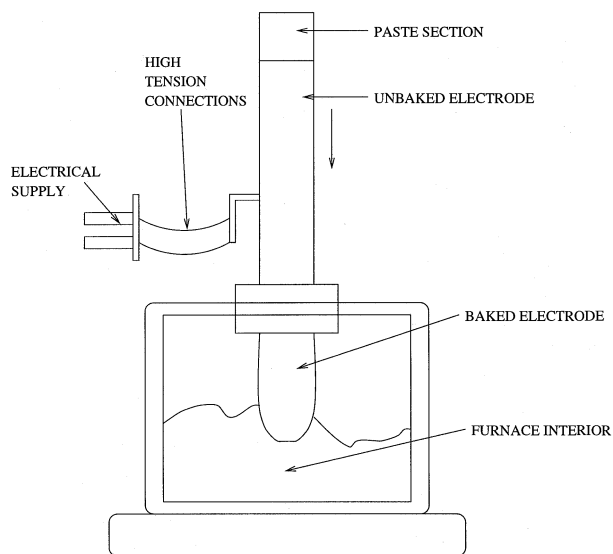 PASTE SECTION
HIGH
TENSION
CONNECTIONS
UNBAKED ELECTRODE
ELECTRICAL
SUPPLY
BAKED ELECTRODE
FURNACE INTERIOR